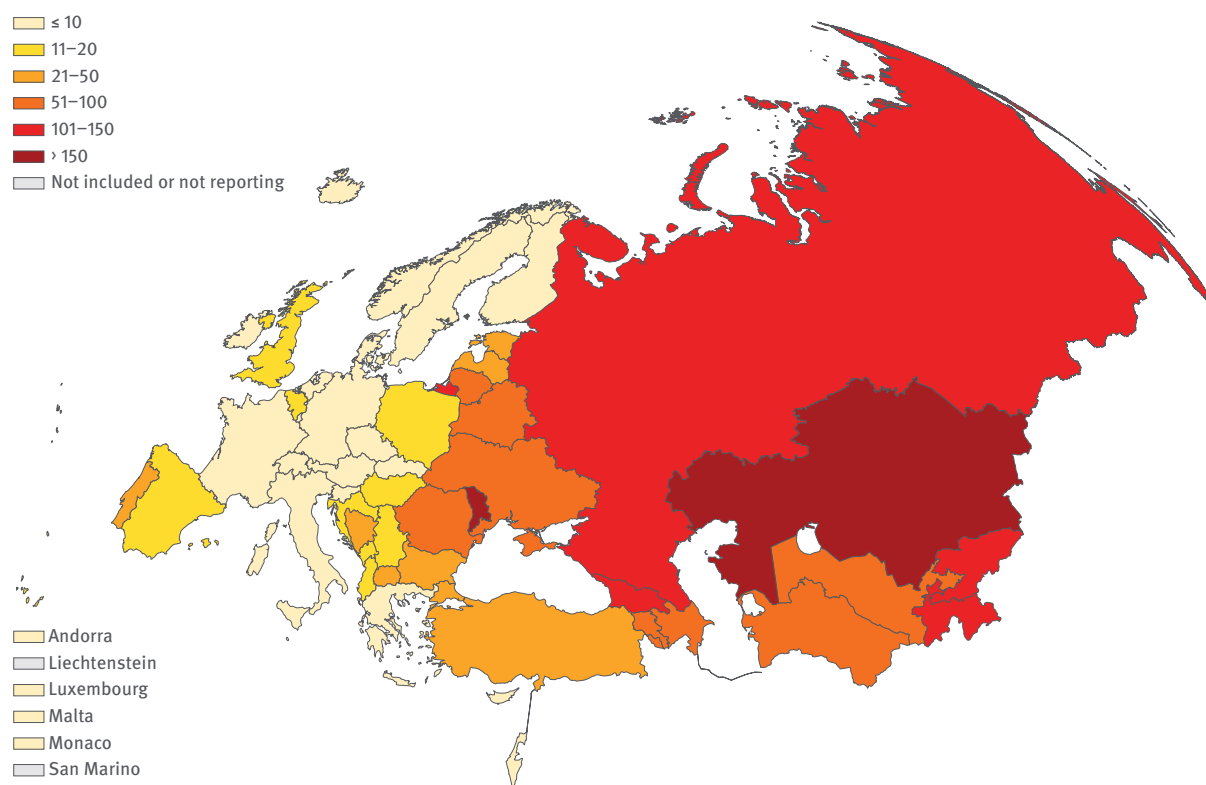 ≤ 10
11–20
21–50
51–100
101–150
> 150
Not included or not reporting
Andorra
Liechtenstein
Luxembourg
Malta
Monaco
San Marino